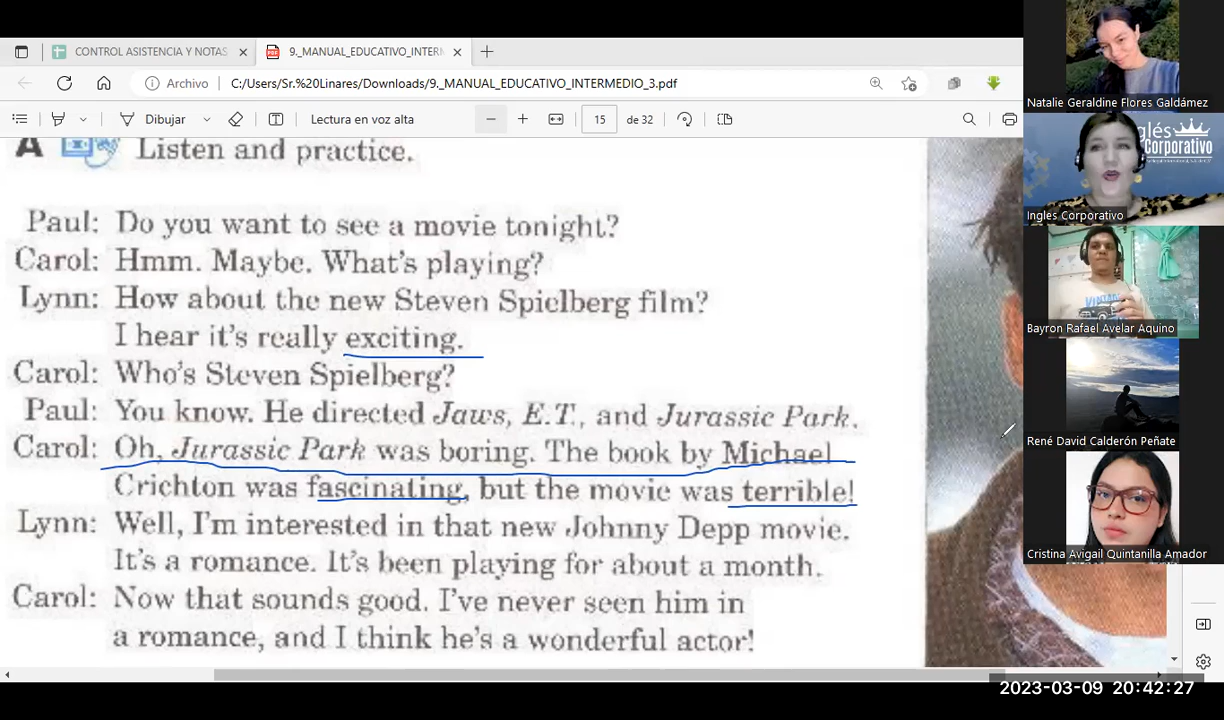 CONTROL ASISTENCIA Y NOTAS
9._MANUAL_EDUCATIVO_INTERM
Archivo
C:/Users/Sr.%20Linares/Downloads/9._MANUAL_EDUCATIVO_INTERMEDIO_3.pdf
Dibujar
Lectura en voz alta
15
de 32
A Listen and practice.
Paul: Do you want to see a movie tonight?
Carol: Hmm. Maybe. What's playing?
Lynn: How about the new Steven Spielberg film?
I hear it's really exciting.
Carol: Who's Steven Spielberg?
Paul: You know. He directed Jaws, E.T., and Jurassic Park.
Carol: Oh, Jurassic Park was boring. The book by Michael
Crichton was fascinating, but the movie was terrible!
Lynn: Well, I'm interested in that new Johnny Depp movie.
It's a romance. It's been playing for about a month.
Carol: Now that sounds good. I've never seen him in
a romance, and I think he's a wonderful actor!
Natalie Geraldine Flores Galdámez
glés
Corporativo
Ingles Corporativo
Bayron Rafael Avelar Aquino
René David Calderón Peñate
Cristina Avigail Quintanilla Amador
2023-03-09 20:42:27